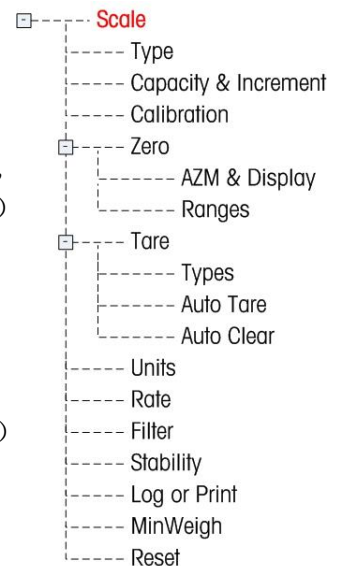 Scale
Type
Capacity & Increment
Calibration
Zero
AZM & Display
Ranges
Tare
Types
Auto Tare
Auto Clear
Units
Rate
Filter
Stability
Log or Print
MinWeigh
Reset